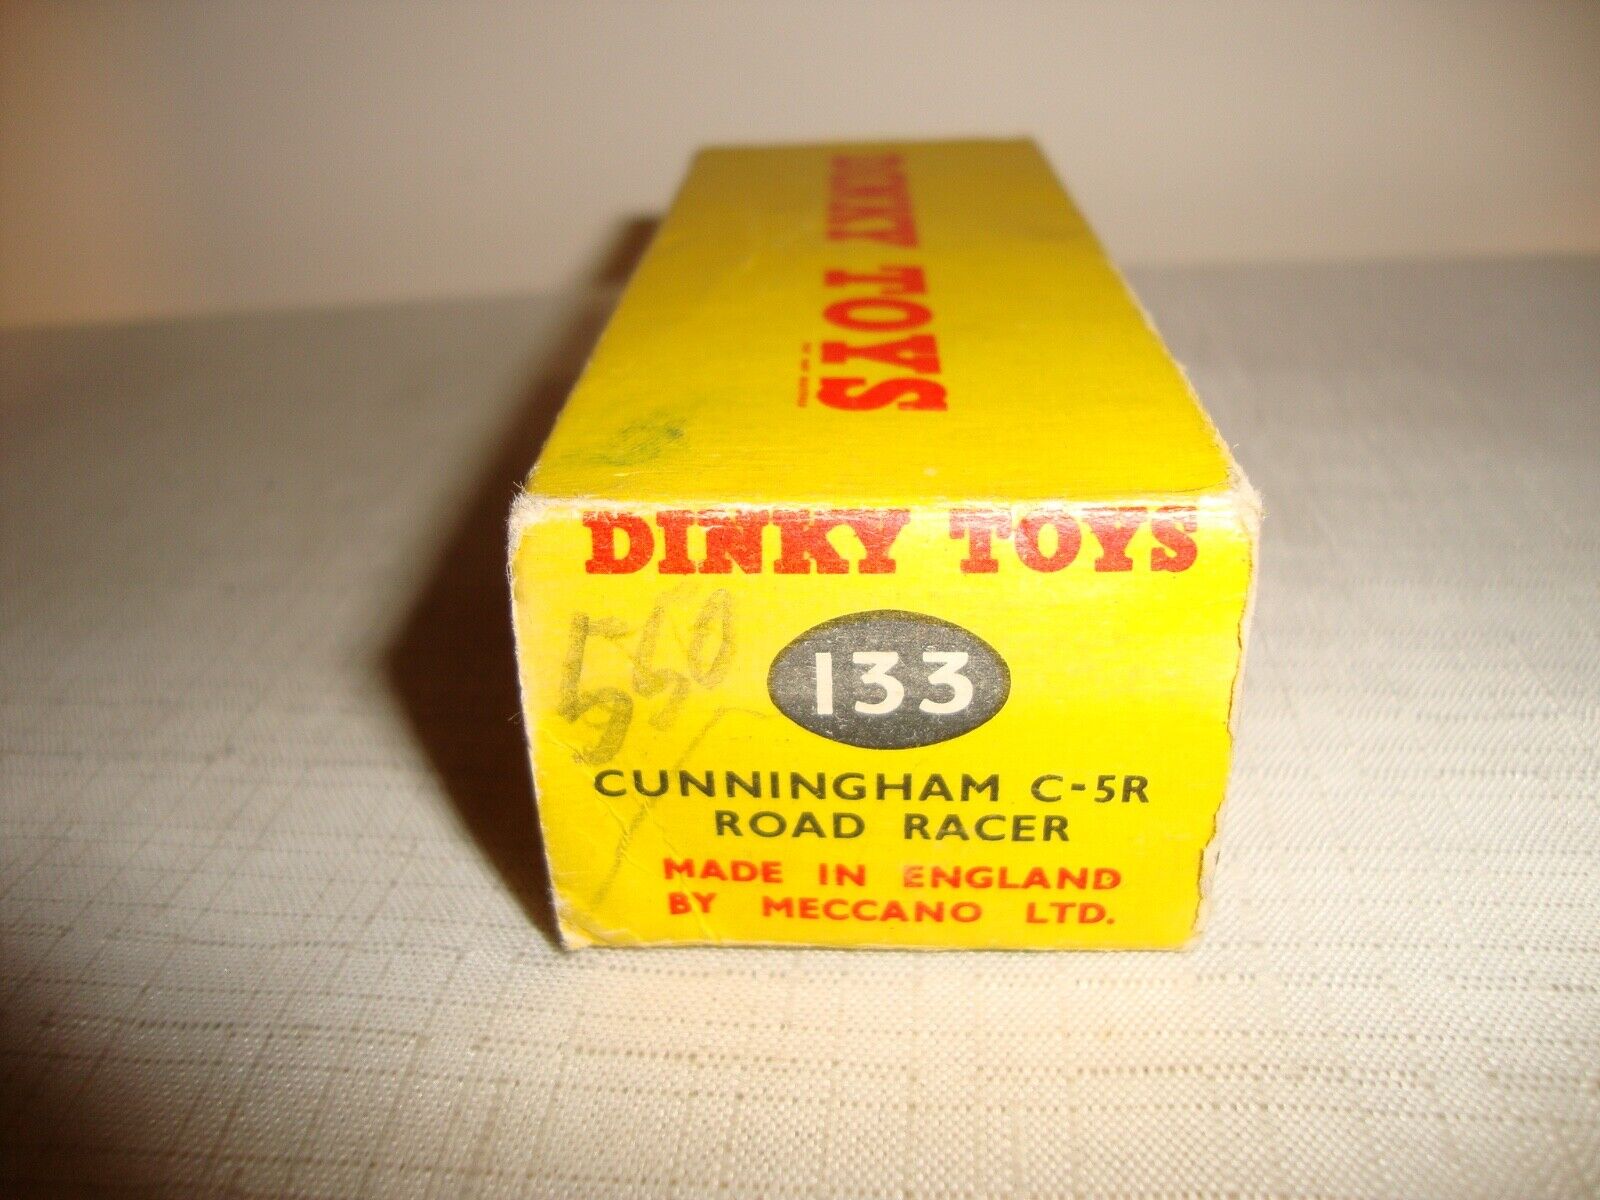 DINKY TOYS
DINKY TOYS
550
133
CUNNINGHAM C-5R
ROAD RACER
MADE IN ENGLAND
BY MECCANO LTD.